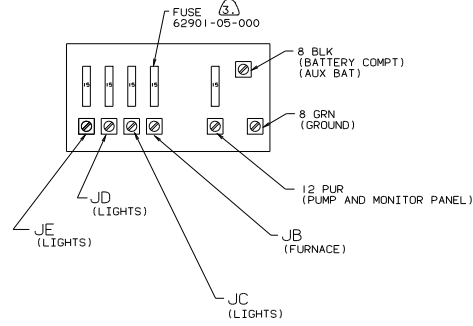 FUSE 3.
62901-05-000
8 BLK
(BATTERY COMPT)
(AUX BAT)
15 15 15 15 15
8 GRN
(GROUND)
12 PUR
(PUMP AND MONITOR PANEL)
JD
(LIGHTS)
JE
(LIGHTS)
JB
(FURNACE)
JC
(LIGHTS)